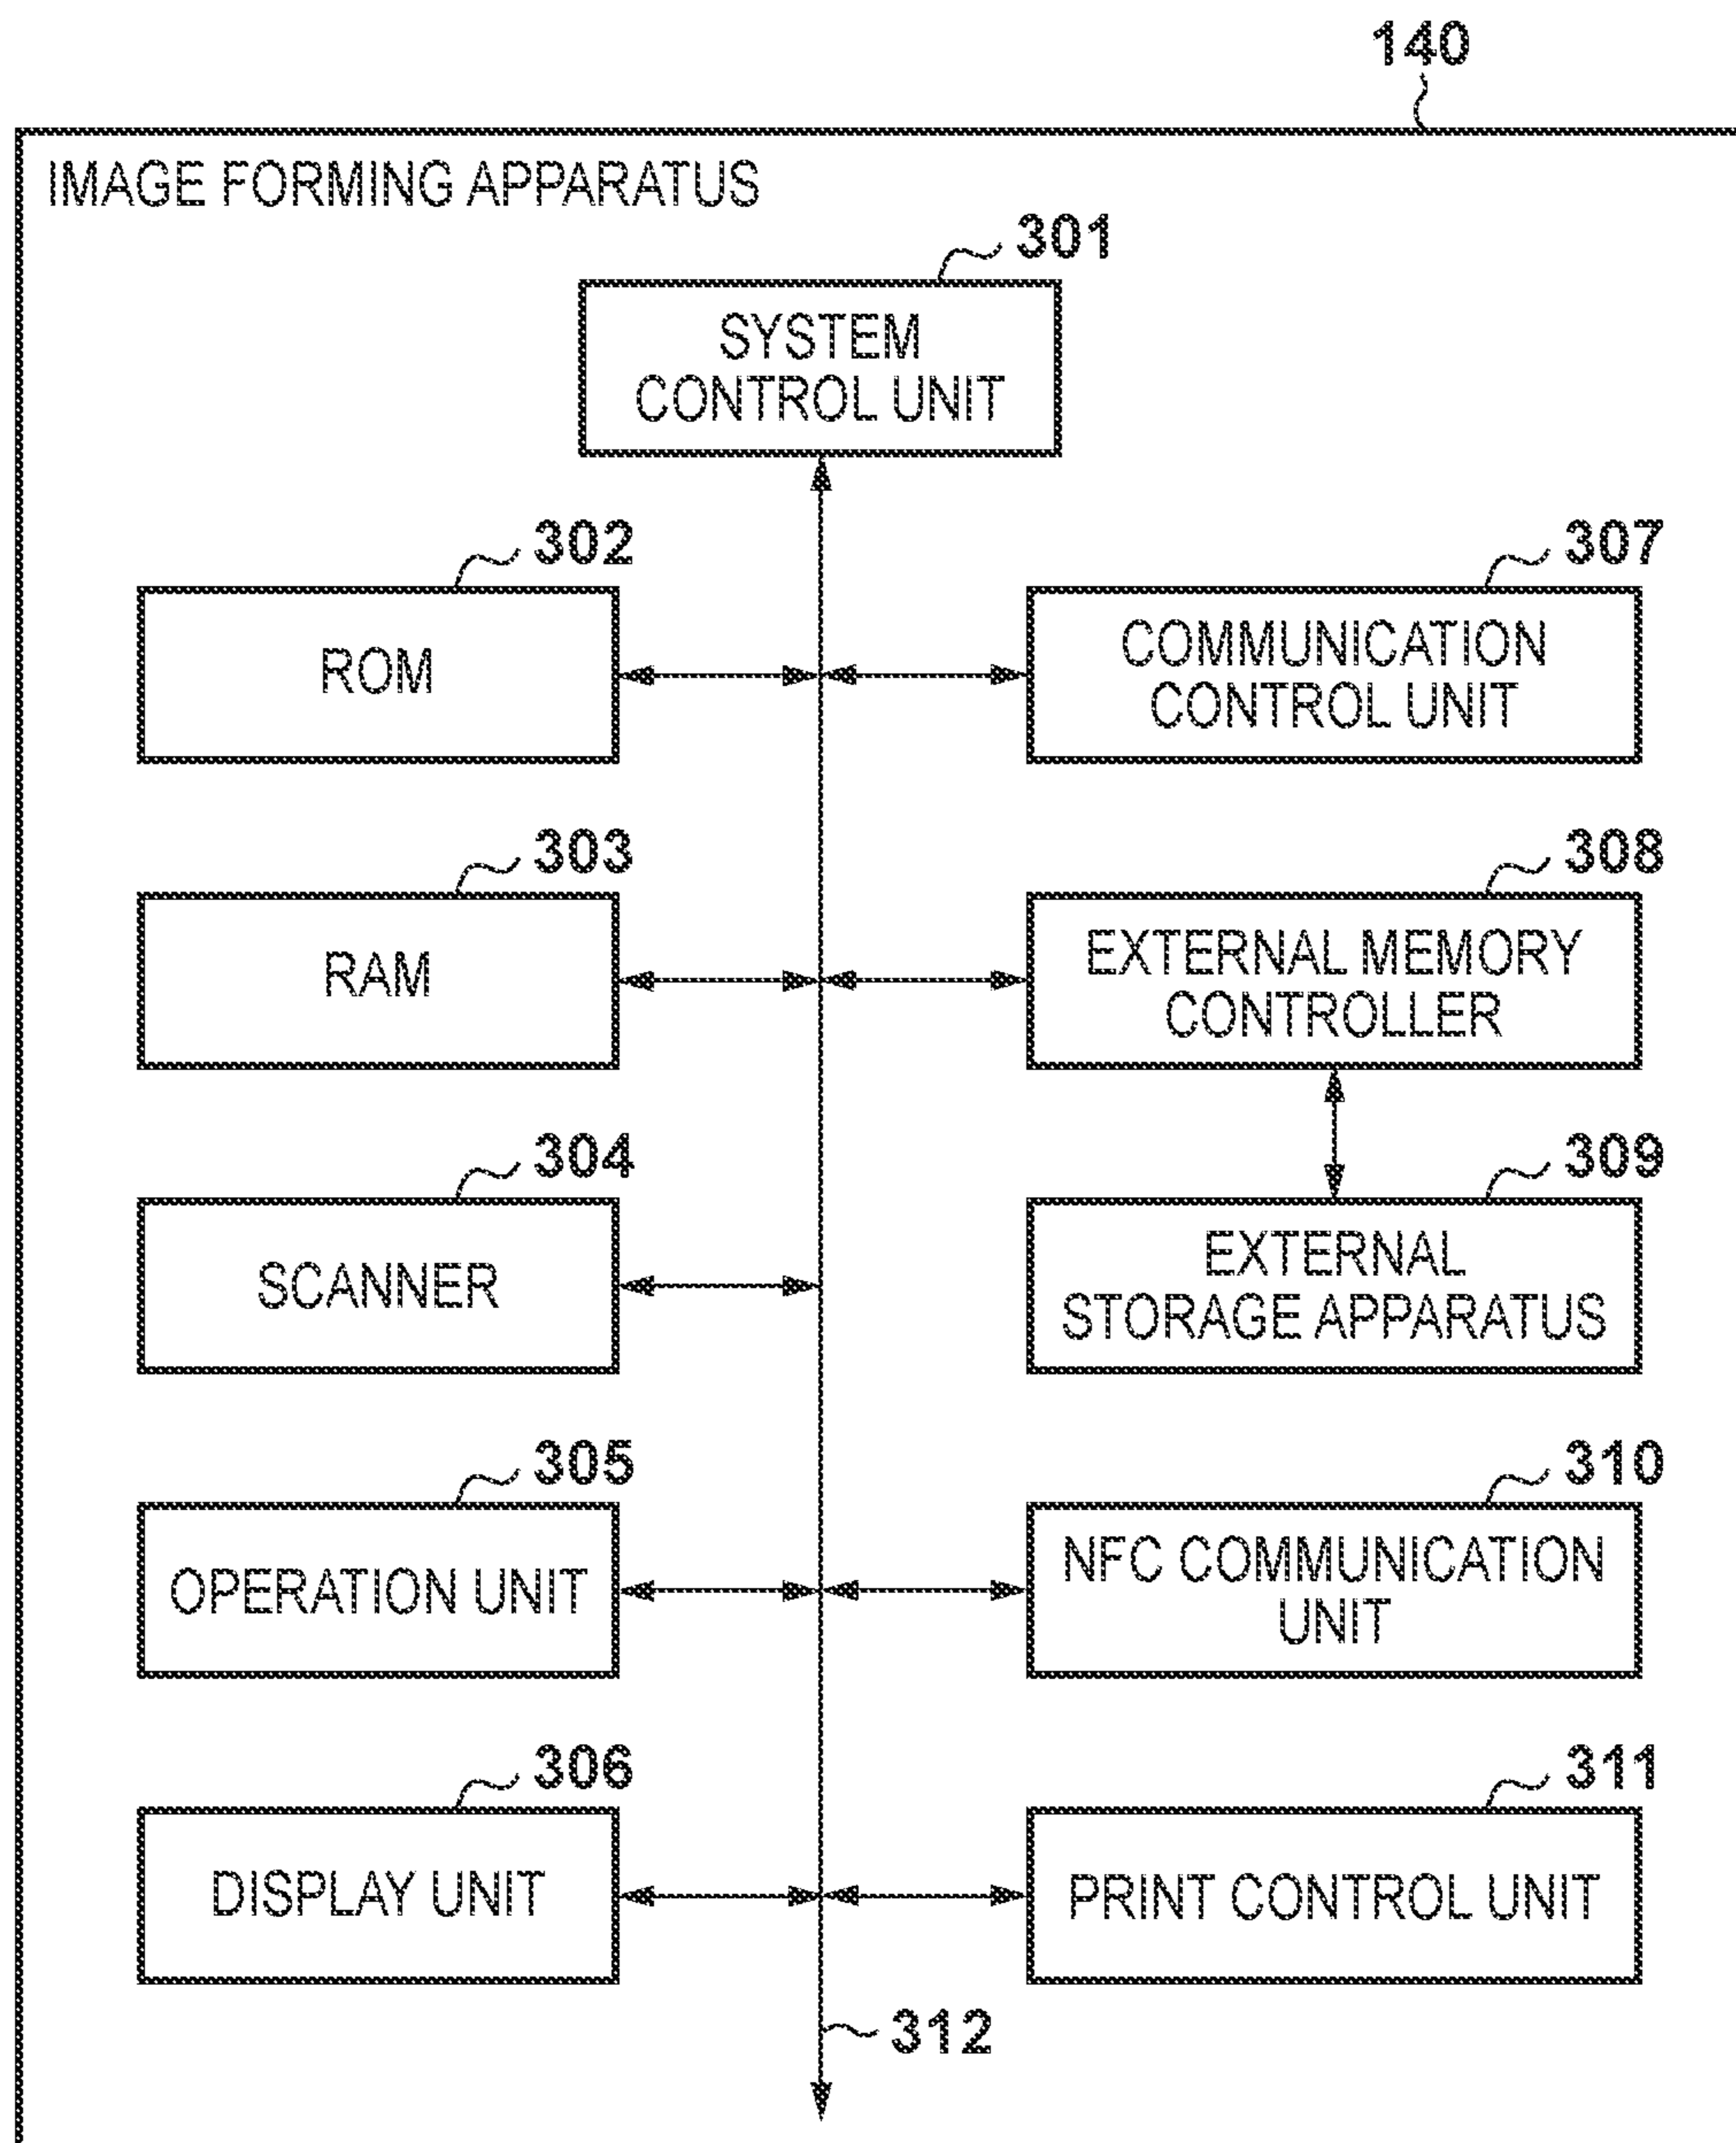 140
IMAGE FORMING APPARATUS
301
SYSTEM
CONTROL UNIT
302
ROM
307
COMMUNICATION
CONTROL UNIT
303
RAM
308
EXTERNAL MEMORY
CONTROLLER
304
SCANNER
309
EXTERNAL
STORAGE APPARATUS
305
OPERATION UNIT
310
NFC COMMUNICATION
UNIT
306
DISPLAY UNIT
311
PRINT CONTROL UNIT
312